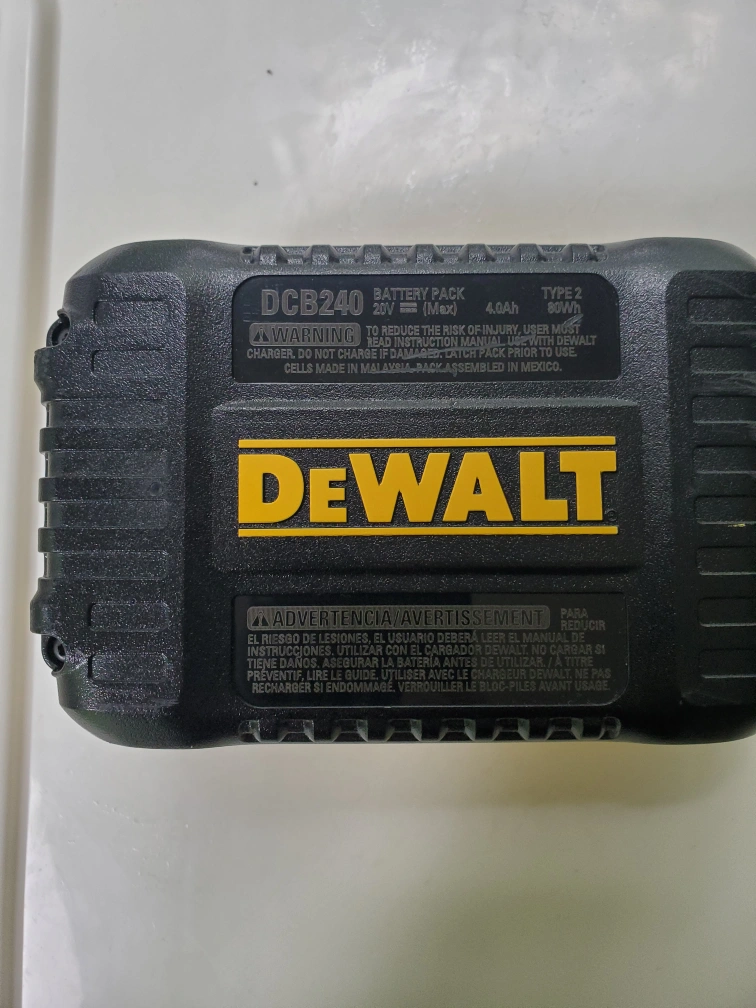 DCB240 BATTERY PACK TYPE 2
20V ⎓ (Max) 4.0Ah 80Wh
WARNING TO REDUCE THE RISK OF INJURY, USER MUST
READ INSTRUCTION MANUAL. USE WITH DEWALT
CHARGER. DO NOT CHARGE IF DAMAGED. LATCH PACK PRIOR TO USE.
CELLS MADE IN MALAYSIA. PACK ASSEMBLED IN MEXICO.
DEWALT
ADVERTENCIA/AVERTISSEMENT PARA
REDUCIR
EL RIESGO DE LESIONES, EL USUARIO DEBERÁ LEER EL MANUAL DE
INSTRUCCIONES. UTILIZAR CON EL CARGADOR DEWALT. NO CARGAR SI
TIENE DAÑOS. ASEGURAR LA BATERÍA ANTES DE UTILIZAR. / À TITRE
PRÉVENTIF, LIRE LE GUIDE. UTILISER AVEC LE CHARGEUR DEWALT. NE PAS
RECHARGER SI ENDOMMAGÉ. VERROUILLER LE BLOC-PILES AVANT USAGE.